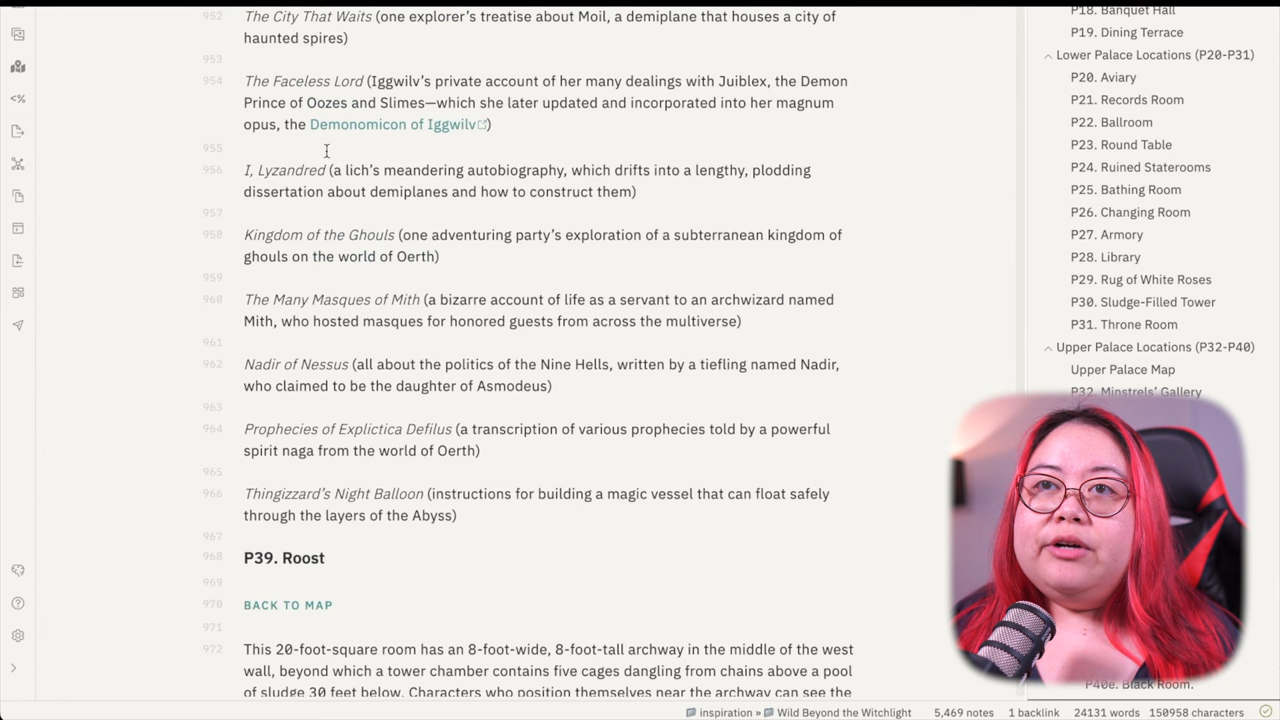 952 The City That Waits (one explorer's treatise about Moil, a demiplane that houses a city of
haunted spires)
953
954 The Faceless Lord (Iggwilv's private account of her many dealings with Juiblex, the Demon
Prince of Oozes and Slimes—which she later updated and incorporated into her magnum
opus, the Demonomicon of Iggwilv)
955
956 I, Lyzandred (a lich's meandering autobiography, which drifts into a lengthy, plodding
dissertation about demiplanes and how to construct them)
957
958 Kingdom of the Ghouls (one adventuring party's exploration of a subterranean kingdom of
ghouls on the world of Oerth)
959
960 The Many Masques of Mith (a bizarre account of life as a servant to an archwizard named
Mith, who hosted masques for honored guests from across the multiverse)
961
962 Nadir of Nessus (all about the politics of the Nine Hells, written by a tiefling named Nadir,
who claimed to be the daughter of Asmodeus)
963
964 Prophecies of Explictica Defilus (a transcription of various prophecies told by a powerful
spirit naga from the world of Oerth)
965
966 Thingizzard's Night Balloon (instructions for building a magic vessel that can float safely
through the layers of the Abyss)
967
968 P39. Roost
969
970 BACK TO MAP
971
972 This 20-foot-square room has an 8-foot-wide, 8-foot-tall archway in the middle of the west
wall, beyond which a tower chamber contains five cages dangling from chains above a pool
of sludge 30 feet below. Characters who position themselves near the archway can see the
P18. Banquet Hall
P19. Dining Terrace
Lower Palace Locations (P20-P31)
P20. Aviary
P21. Records Room
P22. Ballroom
P23. Round Table
P24. Ruined Staterooms
P25. Bathing Room
P26. Changing Room
P27. Armory
P28. Library
P29. Rug of White Roses
P30. Sludge-Filled Tower
P31. Throne Room
Upper Palace Locations (P32-P40)
Upper Palace Map
P32. Minstrels' Gallery
P40e. Black Room.
inspiration » Wild Beyond the Witchlight 5,469 notes 1 backlink 24131 words 150958 characters